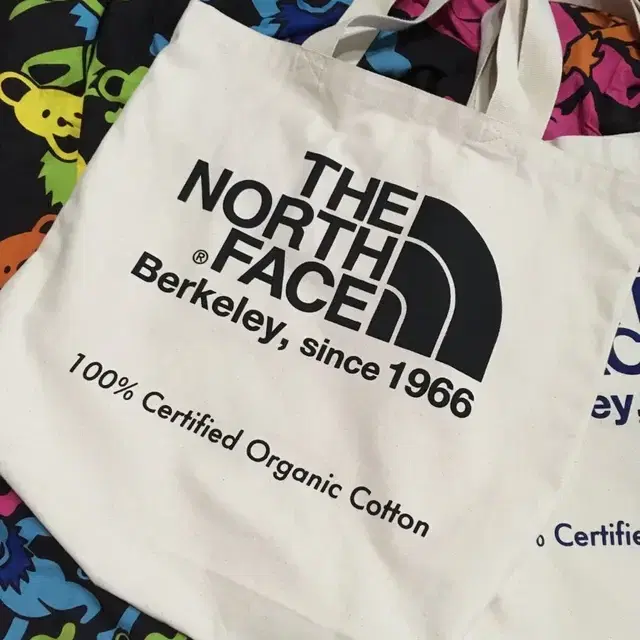 THE
NORTH
® FACE
Berkeley, since 1966
100% Certified Organic Cotton
ey,
Certifie